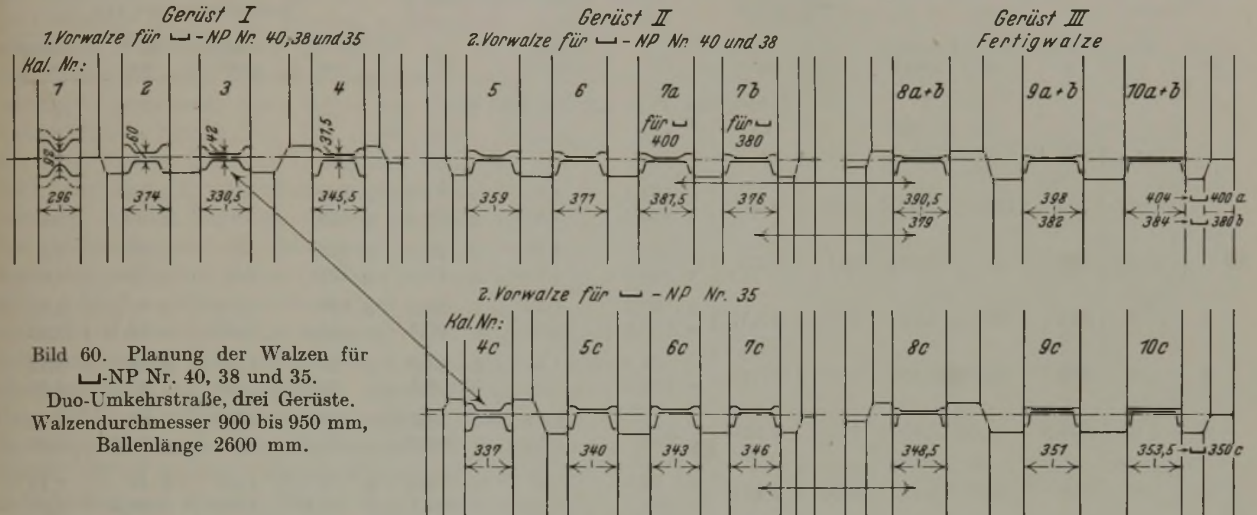 Gerüst I
1. Vorwalze für ⊔ - NP Nr. 40, 38 und 35
Kal. Nr.:
1 2 3 4
60 42 31,5
296 314 330,5 345,5
Gerüst II
2. Vorwalze für ⊔ - NP Nr. 40 und 38
5 6 7a 7b
für ⊔ 400
für ⊔ 380
359 371 387,5 376
Gerüst III
Fertigwalze
8a+b 9a+b 10a+b
390,5 398 404 → ⊔ 400 a
379 382 384 → ⊔ 380 b
2. Vorwalze für ⊔ - NP Nr. 35
Kal. Nr.:
4c 5c 6c 7c 8c 9c 10c
337 340 343 346 348,5 351 353,5 → ⊔ 350 c
Bild 60. Planung der Walzen für
⊔-NP Nr. 40, 38 und 35.
Duo-Umkehrstraße, drei Gerüste.
Walzendurchmesser 900 bis 950 mm,
Ballenlänge 2600 mm.